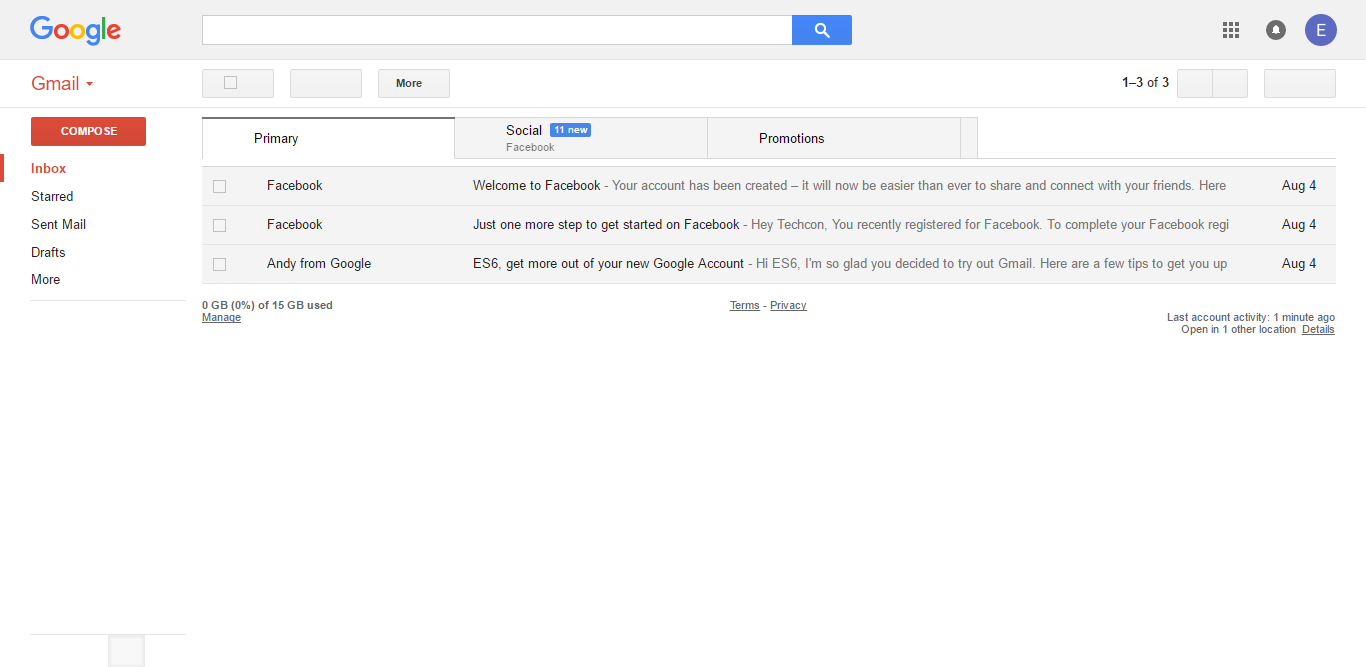 Google
E
Gmail
More
1–3 of 3
COMPOSE
Inbox
Starred
Sent Mail
Drafts
More
Primary
Social 11 new
Facebook
Promotions
Facebook Welcome to Facebook - Your account has been created – it will now be easier than ever to share and connect with your friends. Here Aug 4
Facebook Just one more step to get started on Facebook - Hey Techcon, You recently registered for Facebook. To complete your Facebook regi Aug 4
Andy from Google ES6, get more out of your new Google Account - Hi ES6, I'm so glad you decided to try out Gmail. Here are a few tips to get you up Aug 4
0 GB (0%) of 15 GB used
Manage
Terms - Privacy
Last account activity: 1 minute ago
Open in 1 other location Details